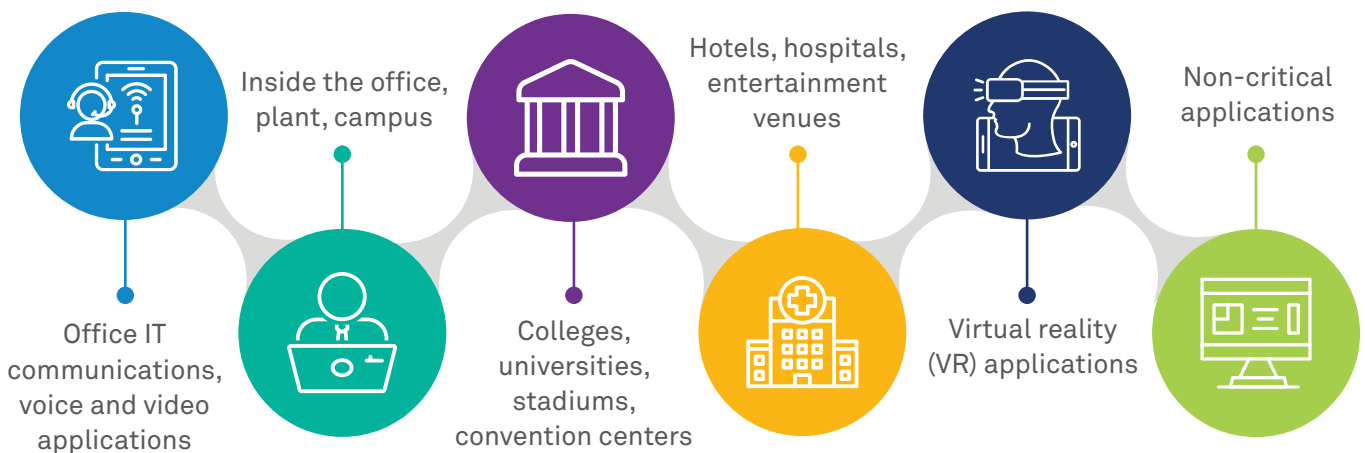 Office IT
communications,
voice and video
applications
Inside the office,
plant, campus
Colleges,
universities,
stadiums,
convention centers
Hotels, hospitals,
entertainment
venues
Virtual reality
(VR) applications
Non-critical
applications